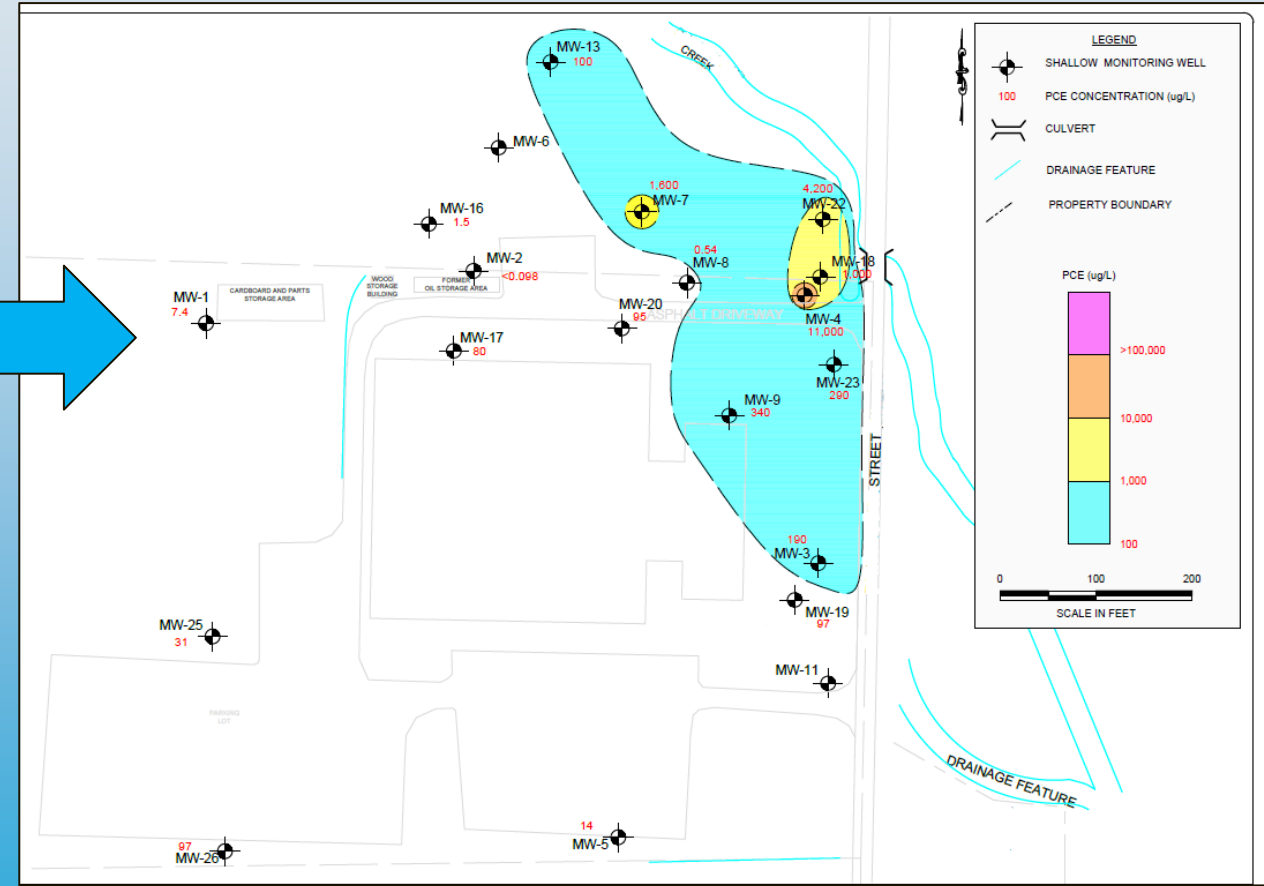 MW-13
100
CREEK
MW-6
1,600
MW-7
4,200
MW-22
MW-16
1.5
MW-2
<0.098
0.54
MW-8
MW-18
1,000
WOOD
STORAGE
BUILDING
FORMER
OIL STORAGE AREA
CARDBOARD AND PARTS
STORAGE AREA
MW-1
7.4
MW-20
95
ASPHALT DRIVEWAY
MW-4
11,000
MW-17
80
MW-23
290
MW-9
340
STREET
190
MW-3
MW-19
97
MW-25
31
MW-11
PARKING
LOT
DRAINAGE FEATURE
14
MW-5
97
MW-26
LEGEND
SHALLOW MONITORING WELL
100
PCE CONCENTRATION (ug/L)
CULVERT
DRAINAGE FEATURE
PROPERTY BOUNDARY
PCE (ug/L)
>100,000
10,000
1,000
100
0 100 200
SCALE IN FEET